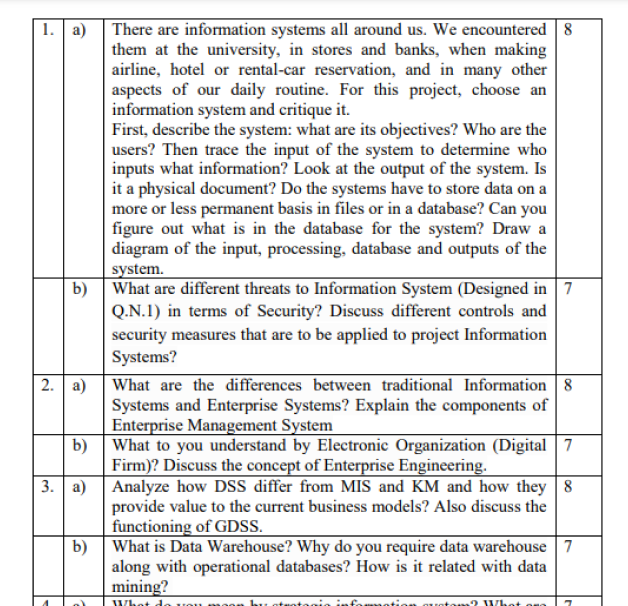 1. a) There are information systems all around us. We encountered 8
them at the university, in stores and banks, when making
airline, hotel or rental-car reservation, and in many other
aspects of our daily routine. For this project, choose an
information system and critique it.
First, describe the system: what are its objectives? Who are the
users? Then trace the input of the system to determine who
inputs what information? Look at the output of the system. Is
it a physical document? Do the systems have to store data on a
more or less permanent basis in files or in a database? Can you
figure out what is in the database for the system? Draw a
diagram of the input, processing, database and outputs of the
system.
b) What are different threats to Information System (Designed in 7
Q.N.1) in terms of Security? Discuss different controls and
security measures that are to be applied to project Information
Systems?
2. a) What are the differences between traditional Information 8
Systems and Enterprise Systems? Explain the components of
Enterprise Management System
b) What to you understand by Electronic Organization (Digital 7
Firm)? Discuss the concept of Enterprise Engineering.
3. a) Analyze how DSS differ from MIS and KM and how they 8
provide value to the current business models? Also discuss the
functioning of GDSS.
b) What is Data Warehouse? Why do you require data warehouse 7
along with operational databases? How is it related with data
mining?
4. a) What do you mean by strategic information system? What are 7